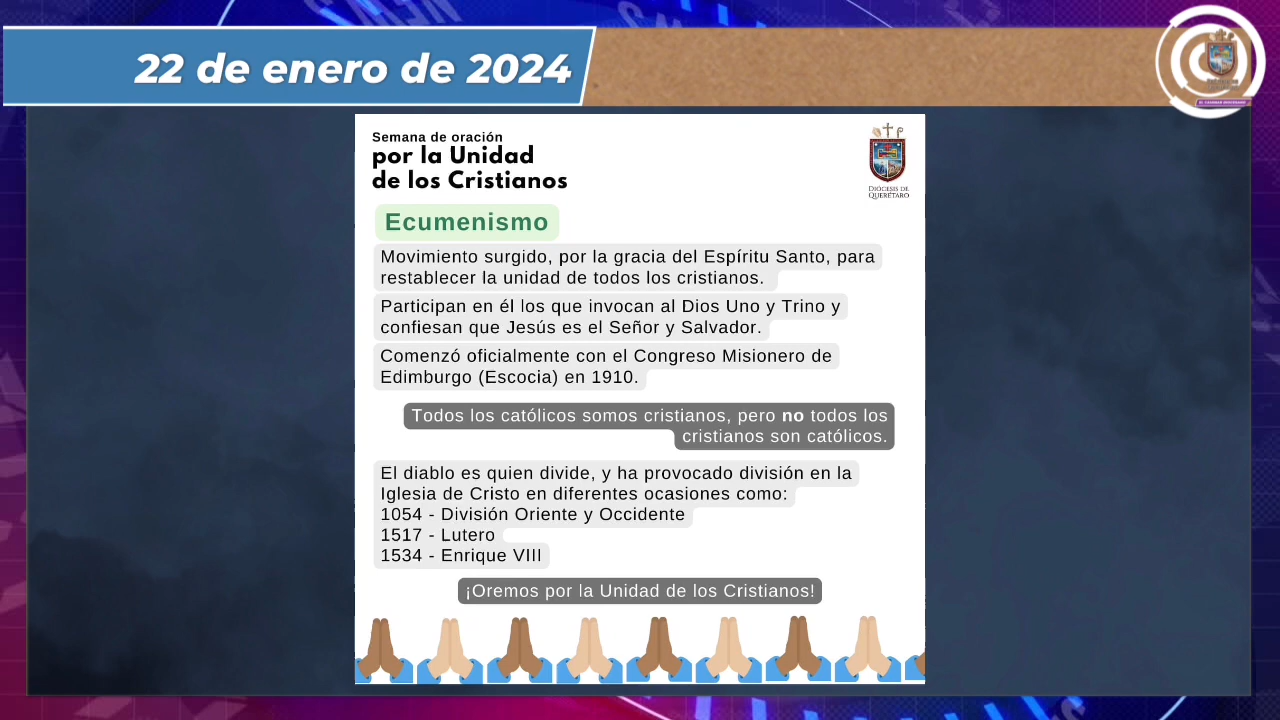 22 de enero de 2024
Semana de oración
por la Unidad
de los Cristianos
DIÓCESIS DE
QUERÉTARO
Ecumenismo
Movimiento surgido, por la gracia del Espíritu Santo, para
restablecer la unidad de todos los cristianos.
Participan en él los que invocan al Dios Uno y Trino y
confiesan que Jesús es el Señor y Salvador.
Comenzó oficialmente con el Congreso Misionero de
Edimburgo (Escocia) en 1910.
Todos los católicos somos cristianos, pero no todos los
cristianos son católicos.
El diablo es quien divide, y ha provocado división en la
Iglesia de Cristo en diferentes ocasiones como:
1054 - División Oriente y Occidente
1517 - Lutero
1534 - Enrique VIII
¡Oremos por la Unidad de los Cristianos!